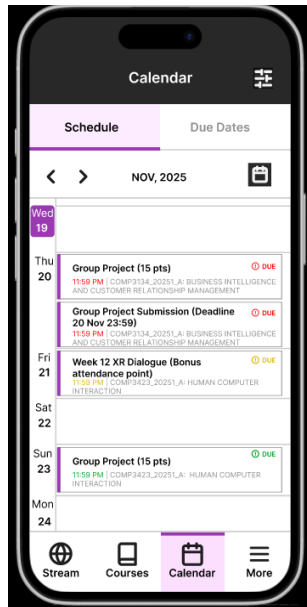 Calendar
Schedule
Due Dates
NOV, 2025
Wed
19
Thu
20
Group Project (15 pts)
DUE
11:59 PM | COMP3134_20251_A: BUSINESS INTELLIGENCE
AND CUSTOMER RELATIONSHIP MANAGEMENT
Group Project Submission (Deadline
20 Nov 23:59)
DUE
11:59 PM | COMP3134_20251_A: BUSINESS INTELLIGENCE
AND CUSTOMER RELATIONSHIP MANAGEMENT
Fri
21
Week 12 XR Dialogue (Bonus
attendance point)
DUE
11:59 PM | COMP3423_20251_A: HUMAN COMPUTER
INTERACTION
Sat
22
Sun
23
Group Project (15 pts)
DUE
11:59 PM | COMP3423_20251_A: HUMAN COMPUTER
INTERACTION
Mon
24
Stream
Courses
Calendar
More